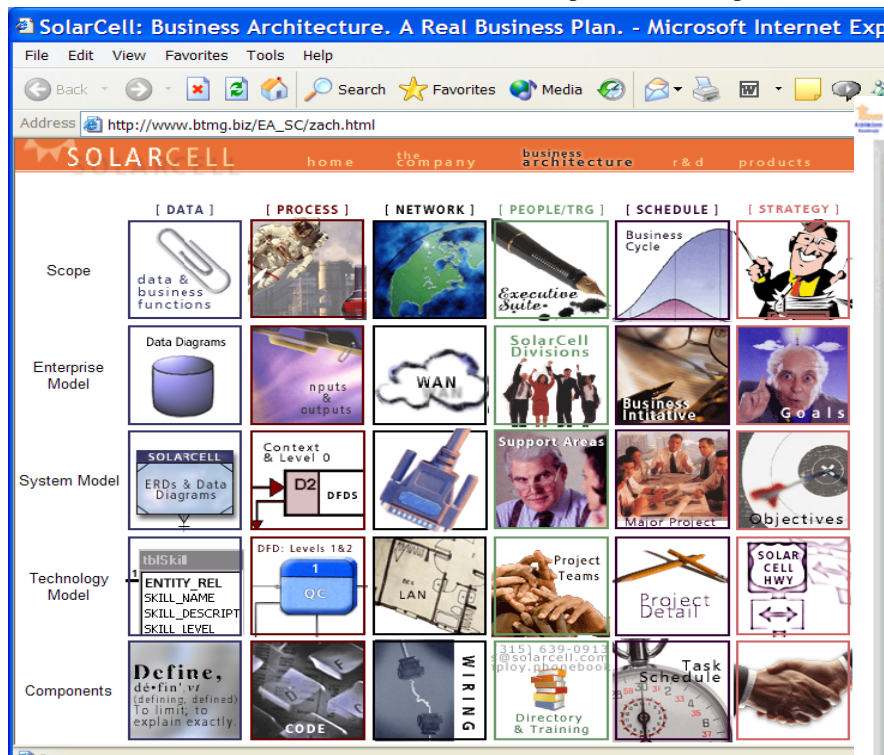 SolarCell: Business Architecture. A Real Business Plan. - Microsoft Internet Exp
File Edit View Favorites Tools Help
Back Search Favorites Media
Address http://www.btmg.biz/EA_SC/zach.html
SOLARCELL home the company business architecture r&d products
[ DATA ] [ PROCESS ] [ NETWORK ] [ PEOPLE/TRG ] [ SCHEDULE ] [ STRATEGY ]
Scope
data &
business
functions
Executive
Suite
Business
Cycle
Enterprise
Model
Data Diagrams
nputs
&
outputs
WAN
SolarCell
Divisions
Business
Intitative
Goals
System Model
SOLARCELL
ERDs & Data
Diagrams
Context
& Level 0
D2 DFDS
Support Areas
Major Project
Objectives
Technology
Model
1
tblSkill
ENTITY_REL
SKILL_NAME
SKILL_DESCRIPT
SKILL LEVEL
DFD: Levels 1&2
1
QC
LAN
Project
Teams
Project
Detail
SOLAR
CELL
HWY
Components
Define,
dé•fin'.vt
(defining, defined)
To limit; to
explain exactly.
CODE
WIRING
315) 639-0913
s@solarcell.com
ploy.phonebook
Directory
& Training
Task
Schedule